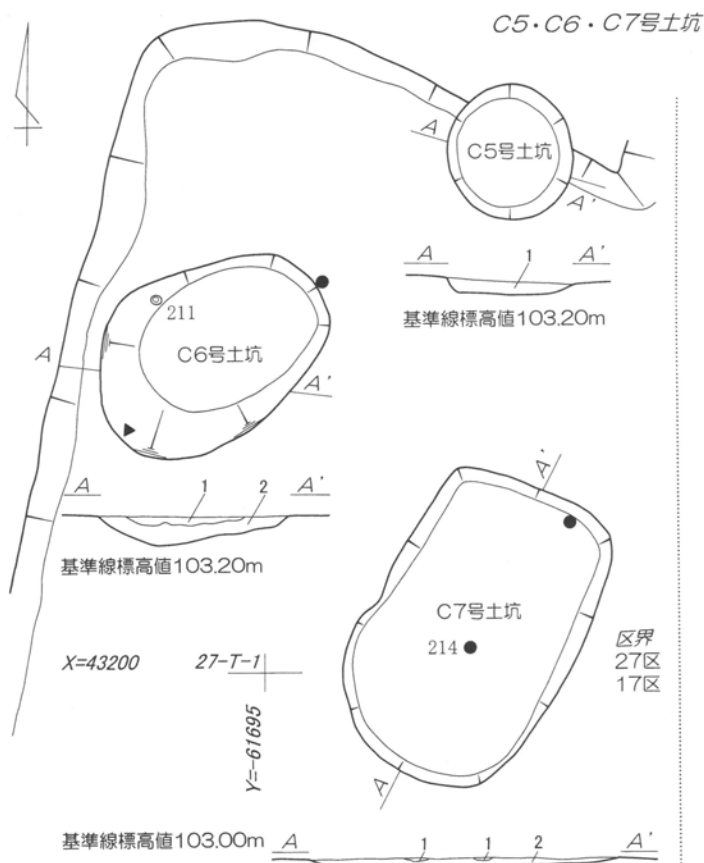 C5・C6・C7号土坑
A
C5号土坑
A'
A 1 A'
基準線標高値103.20m
211
C6号土坑
A
A'
A 1 2 A'
基準線標高値103.20m
A'
C7号土坑
214
区界
27区
17区
X=43200 27-T-1
Y=-61695
A
基準線標高値103.00m A 1 1 2 A'